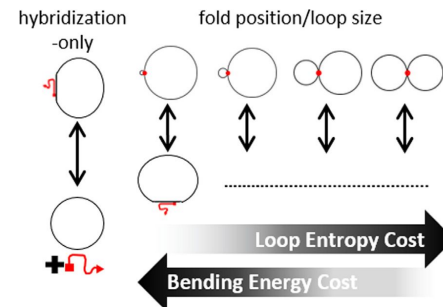 hybridization
-only
fold position/loop size
Loop Entropy Cost
Bending Energy Cost